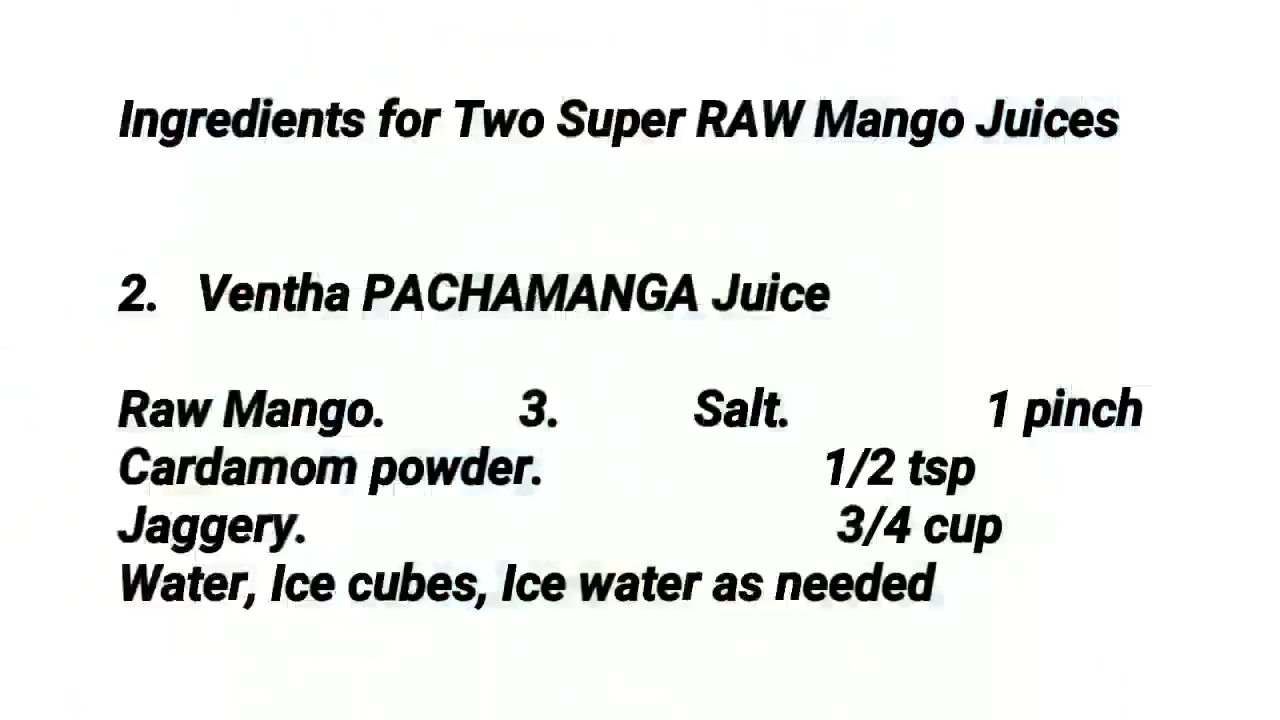 Ingredients for Two Super RAW Mango Juices
2. Ventha PACHAMANGA Juice
Raw Mango. 3. Salt. 1 pinch
Cardamom powder. 1/2 tsp
Jaggery. 3/4 cup
Water, Ice cubes, Ice water as needed